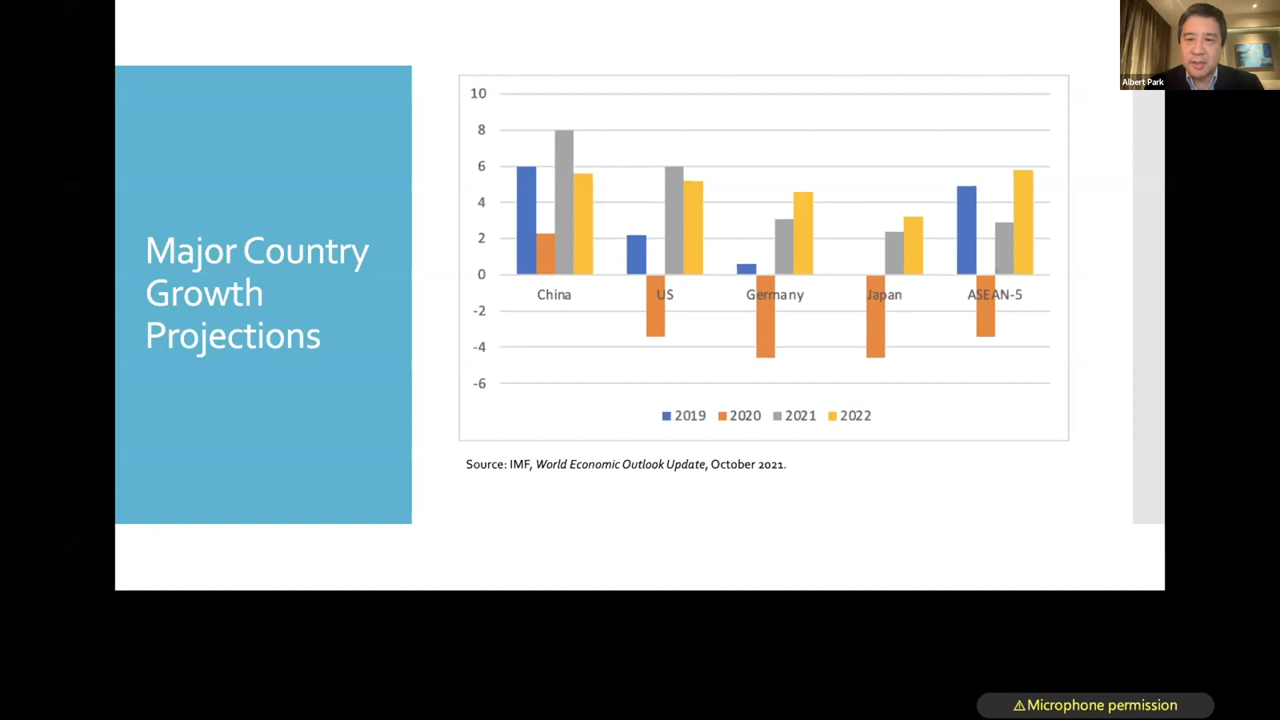 Major Country
Growth
Projections
10
8
6
4
2
0
-2
-4
-6
China US Germany Japan ASEAN-5
2019 2020 2021 2022
Source: IMF, World Economic Outlook Update, October 2021.
Albert Park
⚠Microphone permission